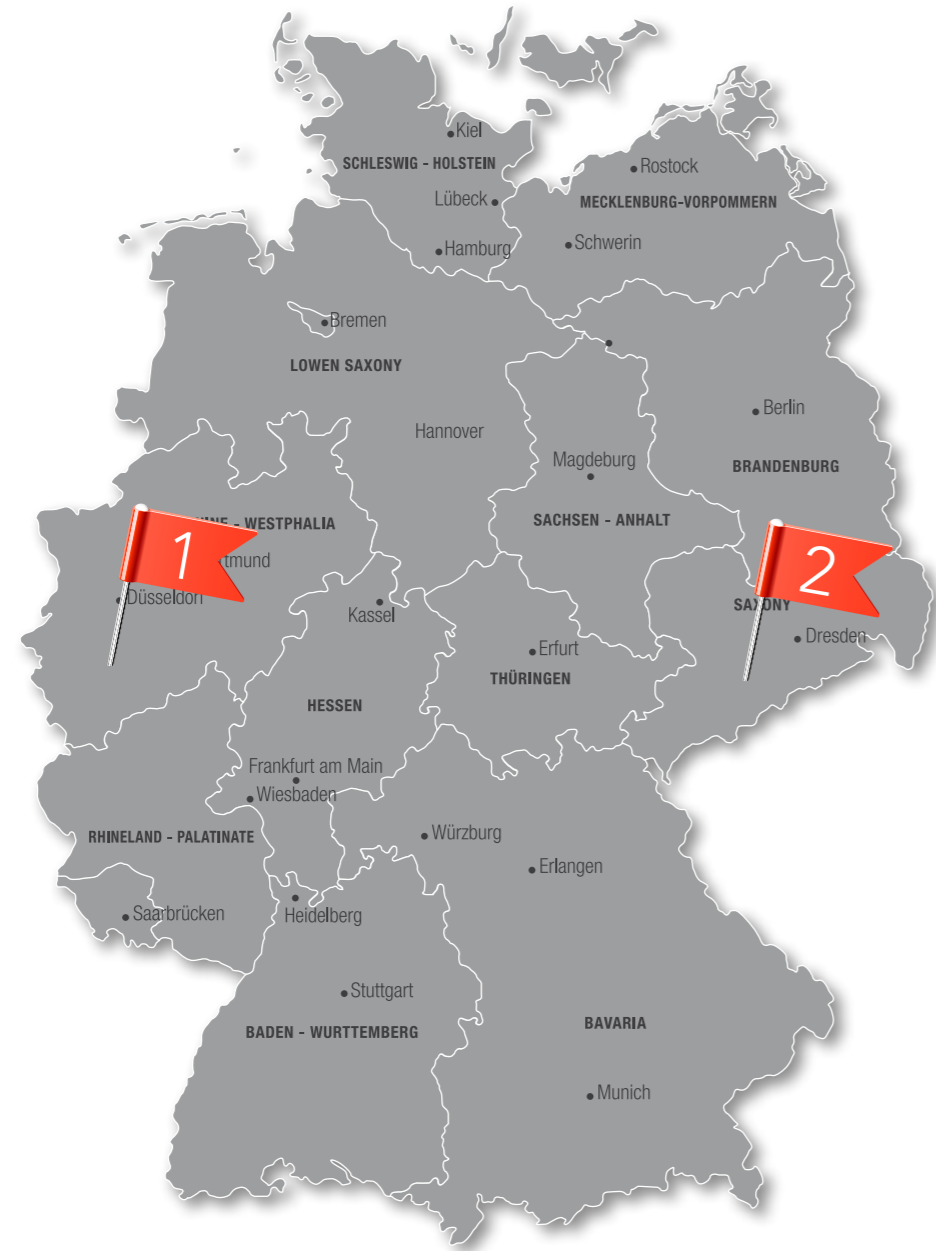 Kiel
SCHLESWIG - HOLSTEIN
Rostock
Lübeck
MECKLENBURG-VORPOMMERN
Hamburg
Schwerin
Bremen
LOWEN SAXONY
Berlin
Hannover
Magdeburg
BRANDENBURG
SACHSEN - ANHALT
- WESTPHALIA
1
2
tmund
Düsseldorf
Kassel
SAXONY
Dresden
Erfurt
THÜRINGEN
HESSEN
Frankfurt am Main
Wiesbaden
Würzburg
RHINELAND - PALATINATE
Erlangen
Saarbrücken
Heidelberg
Stuttgart
BADEN - WURTTEMBERG
BAVARIA
Munich